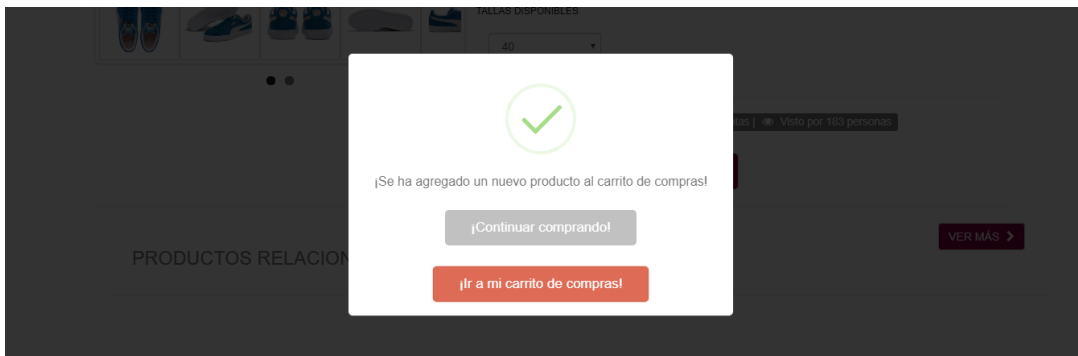 TALLAS DISPONIBLES
40
tas | Visto por 183 personas
¡Se ha agregado un nuevo producto al carrito de compras!
¡Continuar comprando!
VER MÁS
PRODUCTOS RELACION
¡Ir a mi carrito de compras!